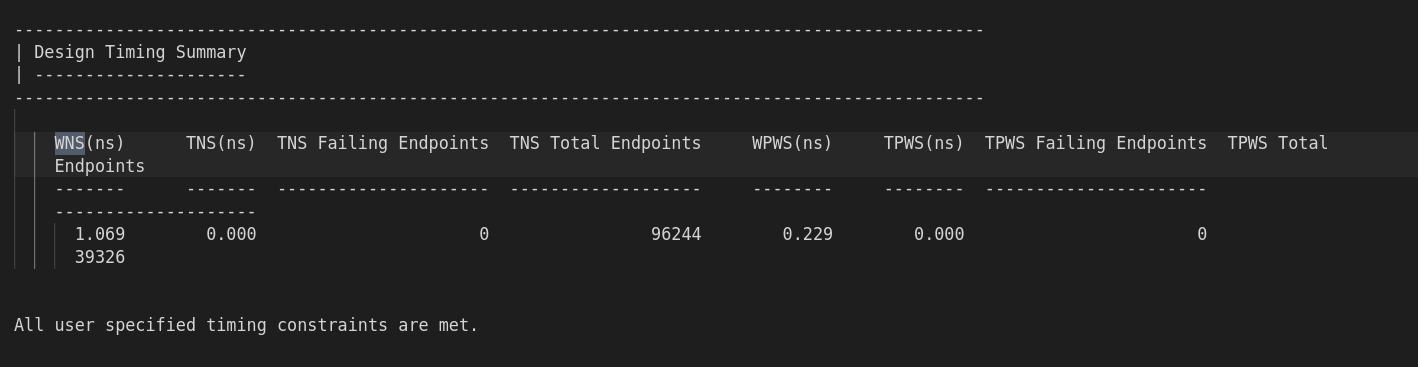 ------------------------------------------------------------------------------------------------
| Design Timing Summary
| ---------------------
------------------------------------------------------------------------------------------------
    WNS(ns)      TNS(ns)  TNS Failing Endpoints  TNS Total Endpoints     WPWS(ns)     TPWS(ns)  TPWS Failing Endpoints  TPWS Total
    Endpoints
    -------      -------  ---------------------  -------------------     --------     --------  ----------------------
    --------------------
      1.069        0.000                      0                96244        0.229        0.000                       0
      39326
All user specified timing constraints are met.